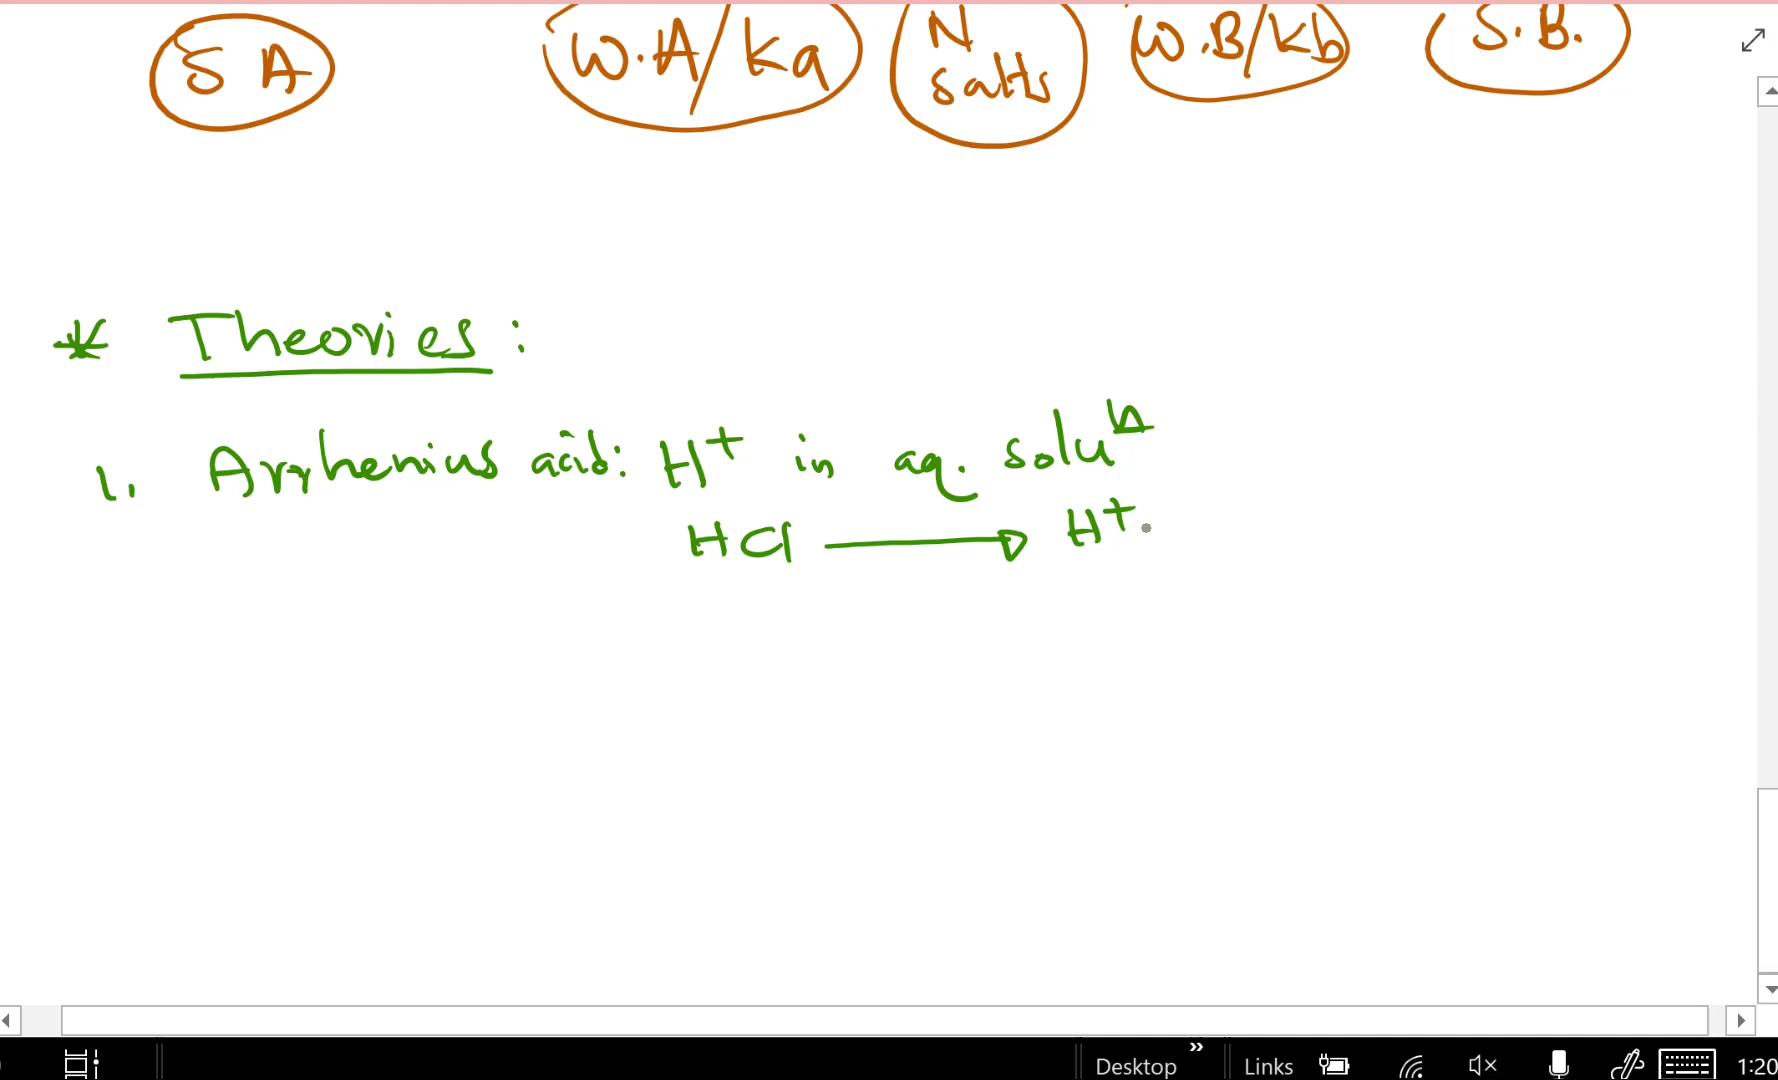 S A W.A/Ka N W.B/Kb S.B.
salts
* Theories:
1. Arrhenius acid: H+ in aq. solun
HCl → H+
Desktop » Links 1:20